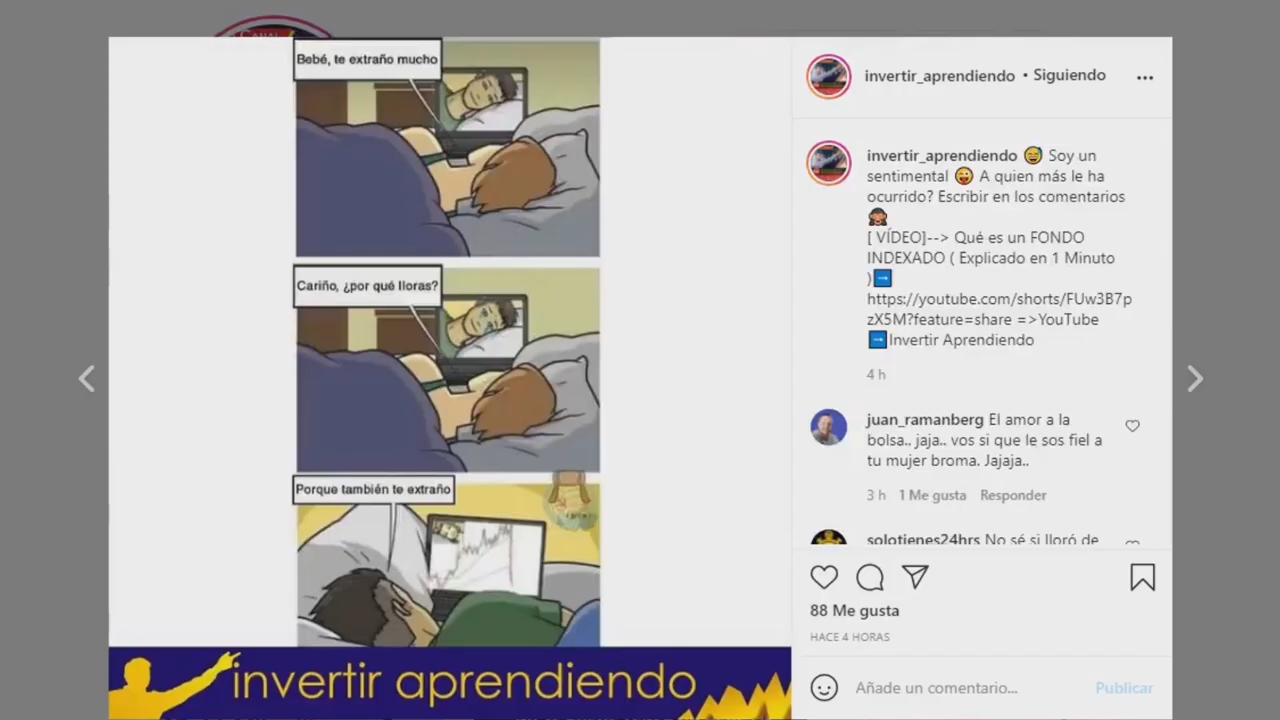 Bebé, te extraño mucho
Cariño, ¿por qué lloras?
Porque también te extraño
invertir aprendiendo
invertir_aprendiendo • Siguiendo
invertir_aprendiendo 😅 Soy un
sentimental 😜 A quien más le ha
ocurrido? Escribir en los comentarios
🙈
[ VÍDEO]--> Qué es un FONDO
INDEXADO ( Explicado en 1 Minuto
)➡️
https://youtube.com/shorts/FUw3B7p
zX5M?feature=share =>YouTube
➡️Invertir Aprendiendo
4 h
juan_ramanberg El amor a la
bolsa.. jaja.. vos si que le sos fiel a
tu mujer broma. Jajaja..
3 h 1 Me gusta Responder
solotienes24hrs No sé si lloró de
88 Me gusta
HACE 4 HORAS
Añade un comentario... Publicar